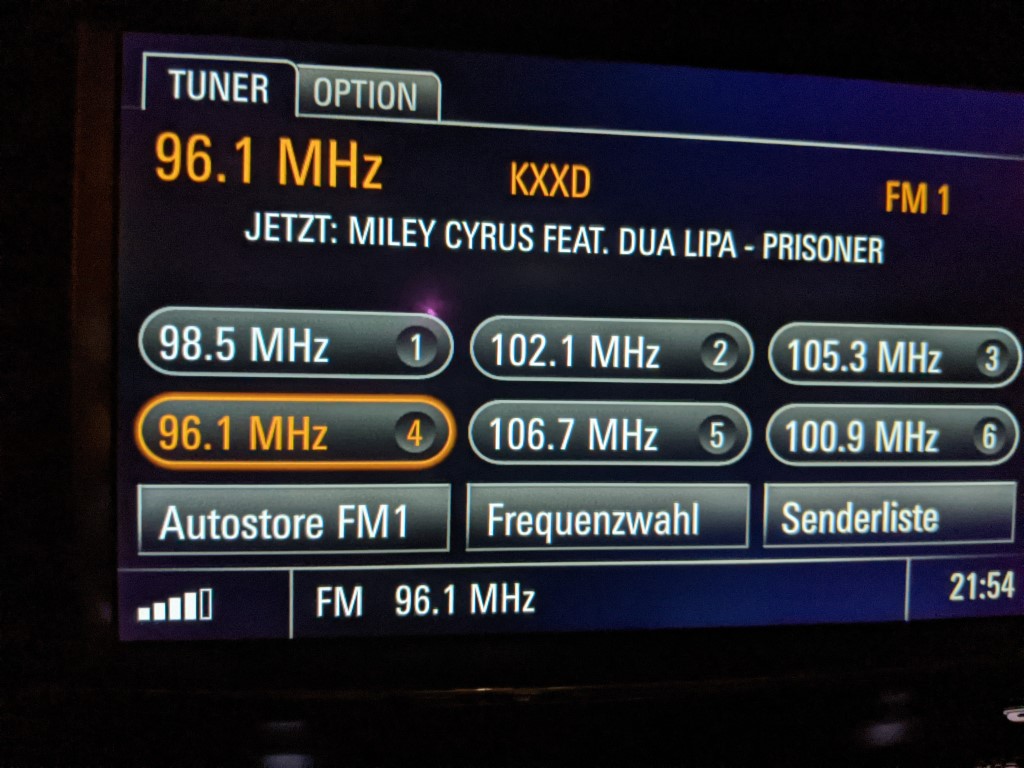 TUNER OPTION
96.1 MHz KXXD FM 1
JETZT: MILEY CYRUS FEAT. DUA LIPA - PRISONER
98.5 MHz 1 102.1 MHz 2 105.3 MHz 3
96.1 MHz 4 106.7 MHz 5 100.9 MHz 6
Autostore FM1 Frequenzwahl Senderliste
FM 96.1 MHz 21:54